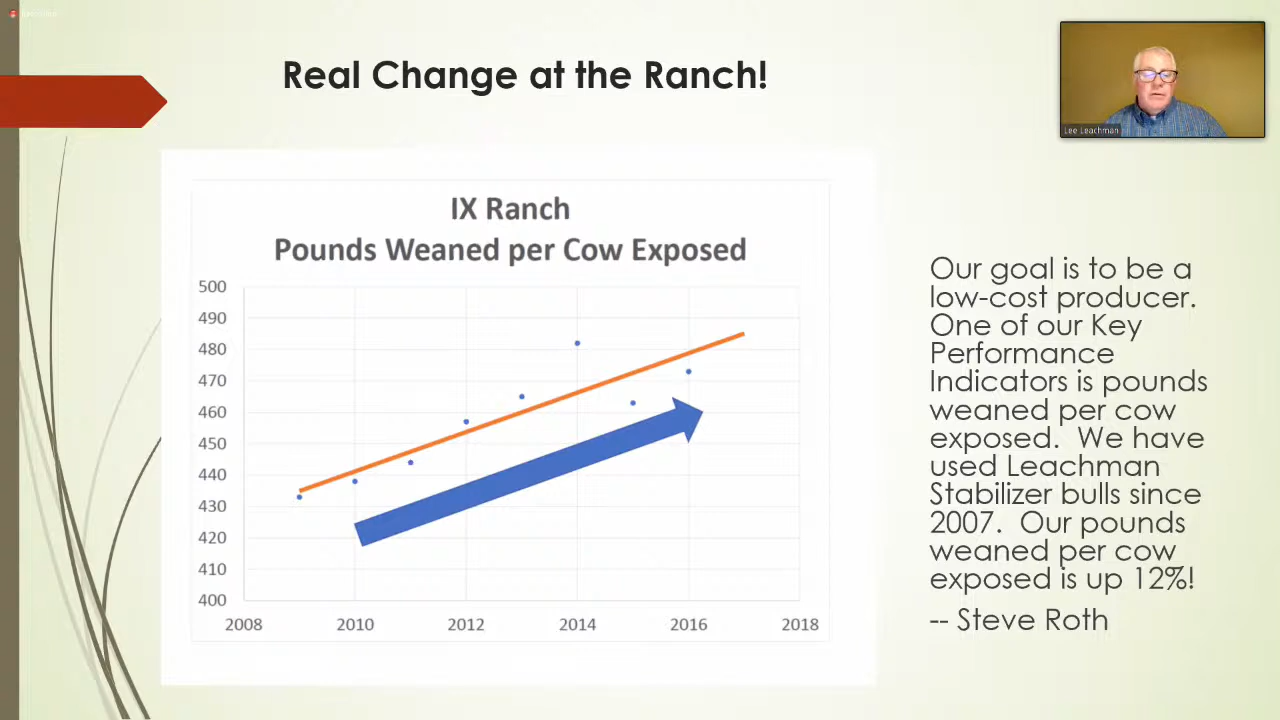 Real Change at the Ranch!
Lee Leachman
IX Ranch
Pounds Weaned per Cow Exposed
500
490
480
470
460
450
440
430
420
410
400
2008 2010 2012 2014 2016 2018
Our goal is to be a
low-cost producer.
One of our Key
Performance
Indicators is pounds
weaned per cow
exposed. We have
used Leachman
Stabilizer bulls since
2007. Our pounds
weaned per cow
exposed is up 12%!
-- Steve Roth